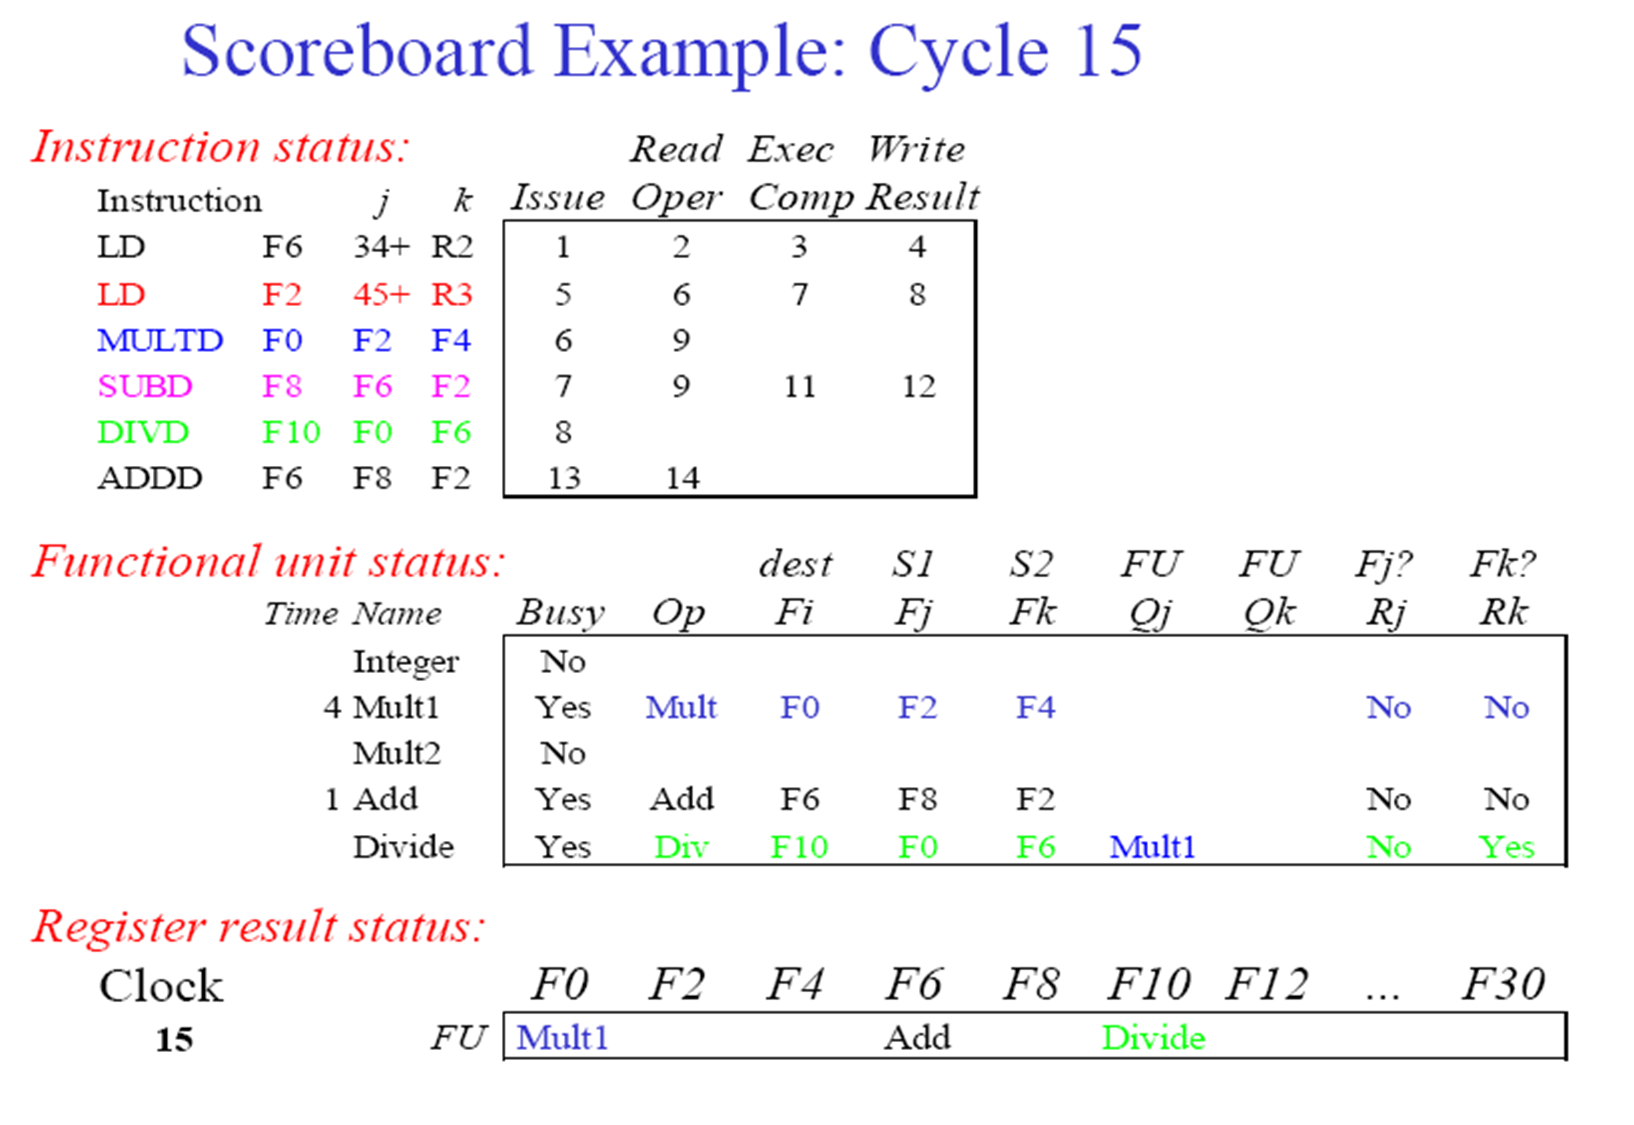 Scoreboard Example: Cycle 15
Instruction status: Read Exec Write
Instruction j k Issue Oper Comp Result
LD F6 34+ R2 1 2 3 4
LD F2 45+ R3 5 6 7 8
MULTD F0 F2 F4 6 9
SUBD F8 F6 F2 7 9 11 12
DIVD F10 F0 F6 8
ADDD F6 F8 F2 13 14
Functional unit status: dest S1 S2 FU FU Fj? Fk?
Time Name Busy Op Fi Fj Fk Qj Qk Rj Rk
Integer No
4 Mult1 Yes Mult F0 F2 F4 No No
Mult2 No
1 Add Yes Add F6 F8 F2 No No
Divide Yes Div F10 F0 F6 Mult1 No Yes
Register result status:
Clock F0 F2 F4 F6 F8 F10 F12 ... F30
15 FU Mult1 Add Divide